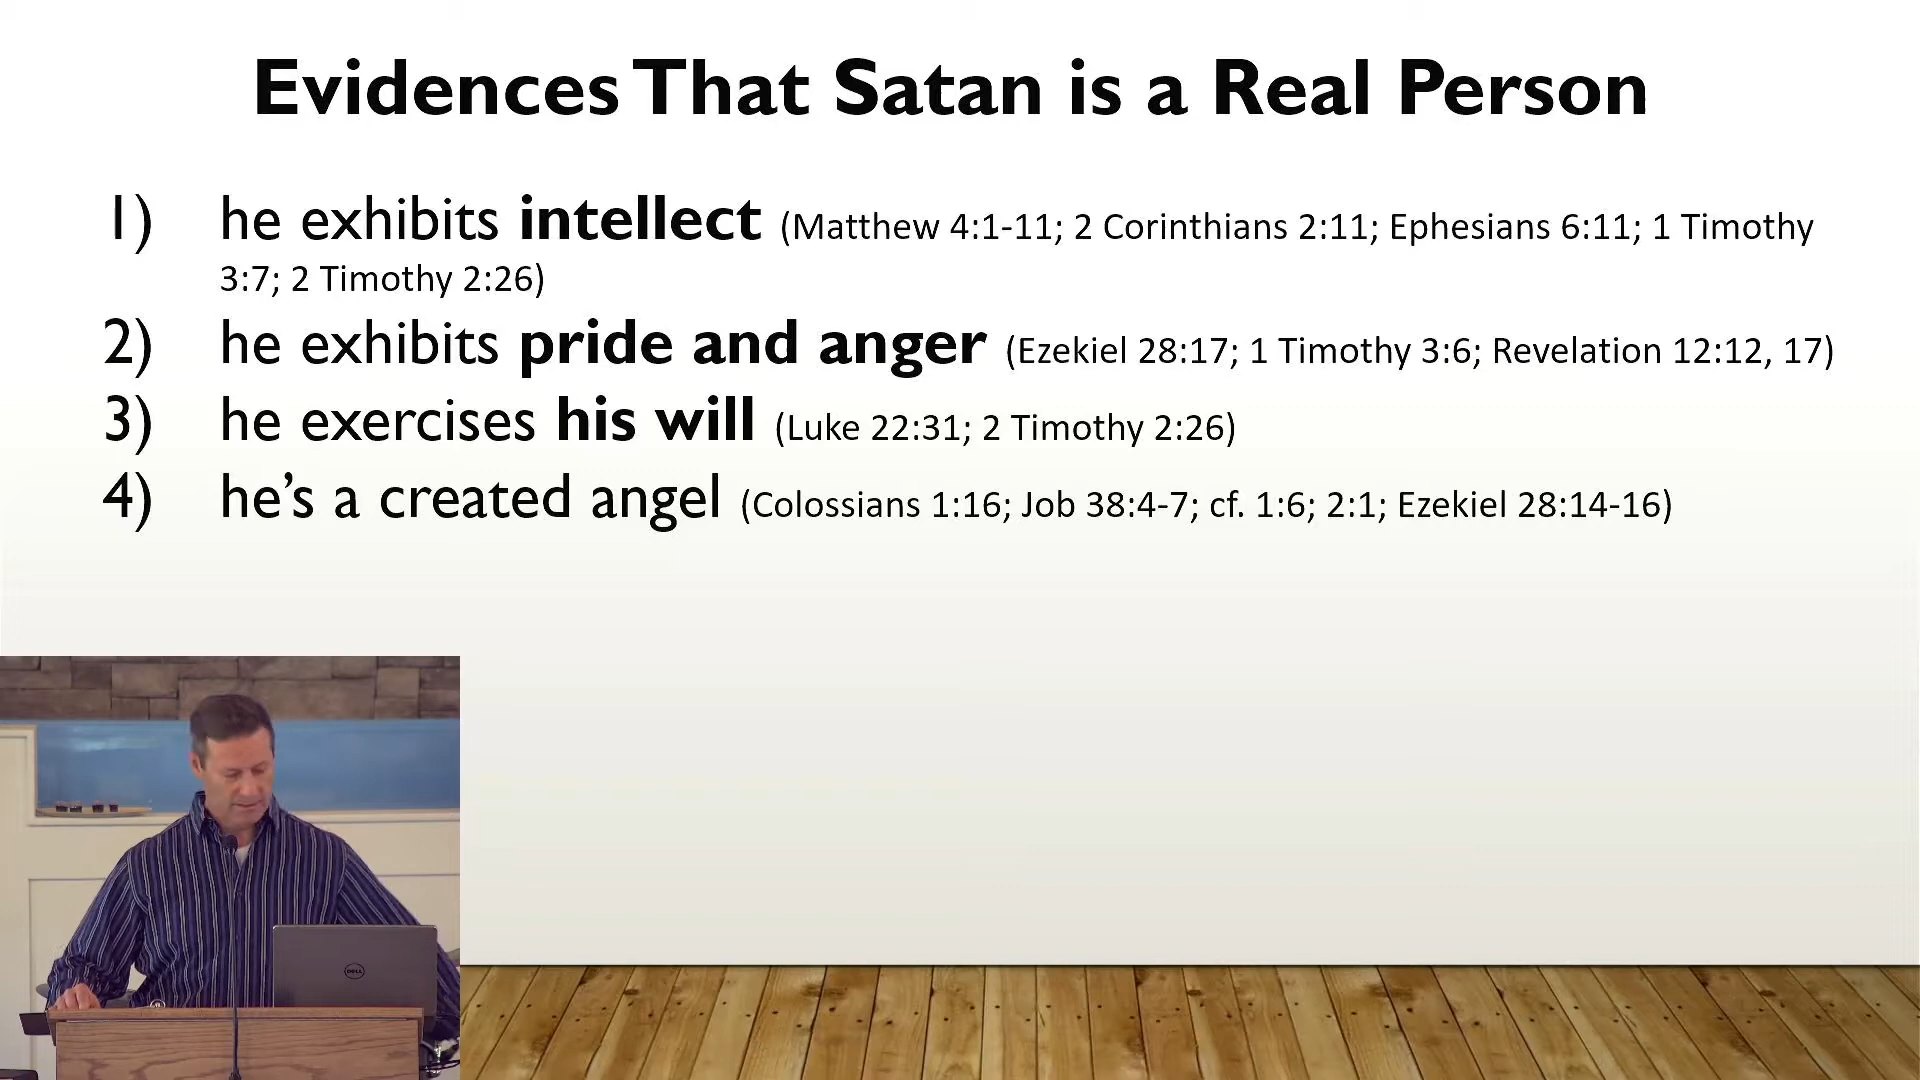 Evidences That Satan is a Real Person
1) he exhibits intellect (Matthew 4:1-11; 2 Corinthians 2:11; Ephesians 6:11; 1 Timothy
3:7; 2 Timothy 2:26)
2) he exhibits pride and anger (Ezekiel 28:17; 1 Timothy 3:6; Revelation 12:12, 17)
3) he exercises his will (Luke 22:31; 2 Timothy 2:26)
4) he’s a created angel (Colossians 1:16; Job 38:4-7; cf. 1:6; 2:1; Ezekiel 28:14-16)
DELL